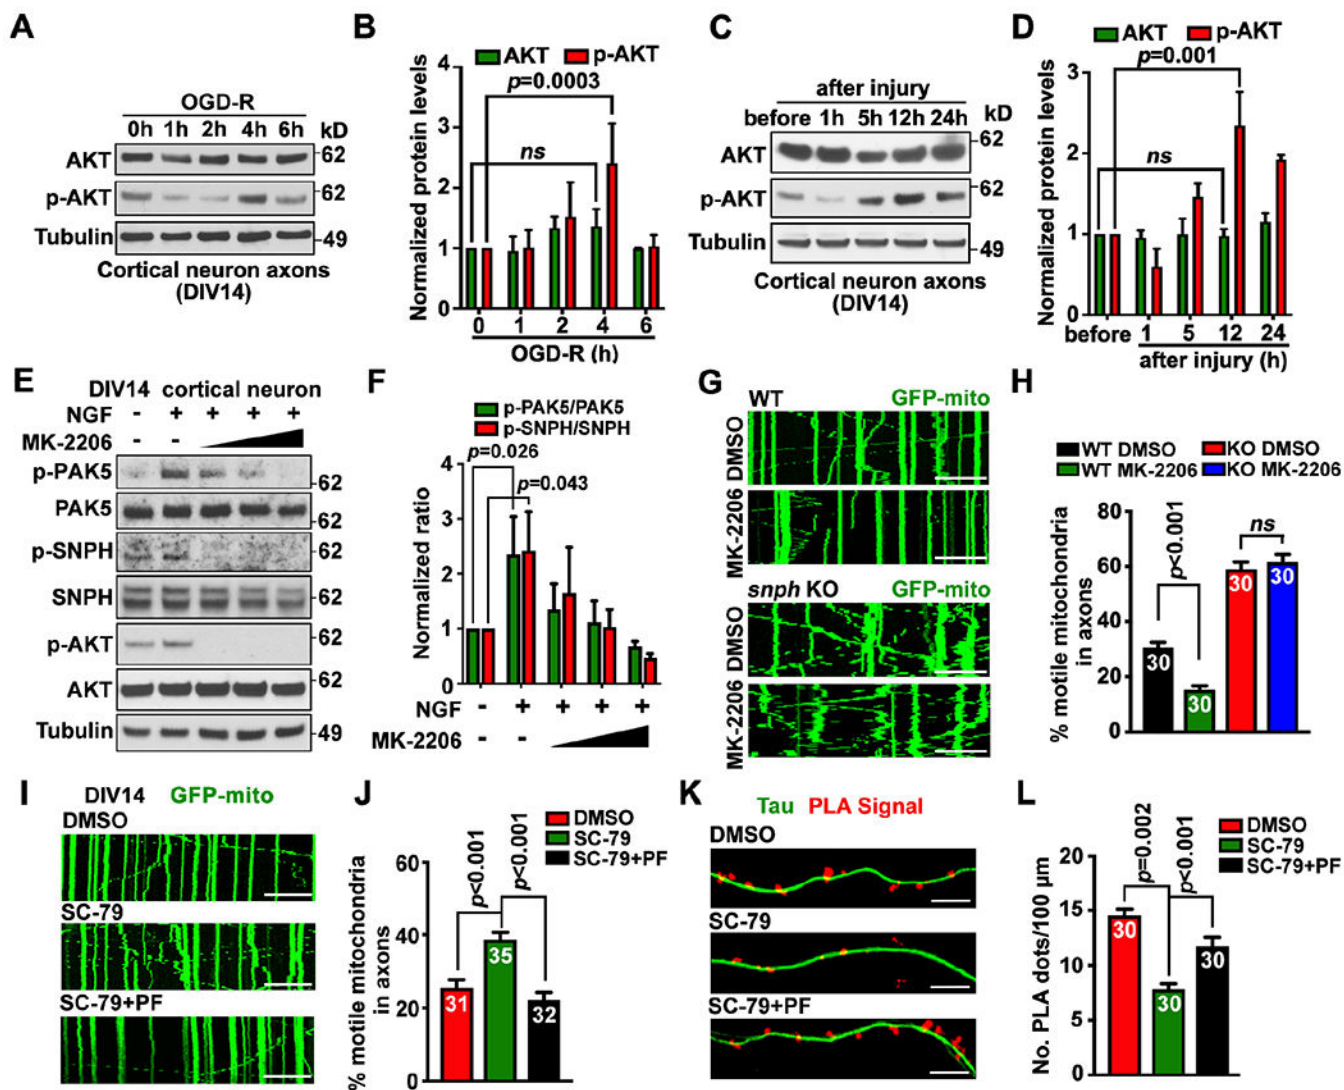 A
OGD-R
0h 1h 2h 4h 6h kD
AKT 62
p-AKT 62
Tubulin 49
Cortical neuron axons
(DIV14)
B
AKT p-AKT
p=0.0003
ns
Normalized protein levels
4
3
2
1
0
0 1 2 4 6
OGD-R (h)
C
after injury
before 1h 5h 12h 24h kD
AKT 62
p-AKT 62
Tubulin 49
Cortical neuron axons
(DIV14)
D
AKT p-AKT
p=0.001
ns
Normalized protein levels
3
2
1
0
before 1 5 12 24
after injury (h)
E
DIV14 cortical neuron
NGF - + + + +
MK-2206 - -
p-PAK5 62
PAK5 62
p-SNPH 62
SNPH 62
p-AKT 62
AKT 62
Tubulin 49
F
p-PAK5/PAK5
p-SNPH/SNPH
p=0.026
p=0.043
Normalized ratio
4
3
2
1
0
NGF - + + + +
MK-2206 - -
G
WT GFP-mito
DMSO
MK-2206
snph KO GFP-mito
DMSO
MK-2206
H
WT DMSO KO DMSO
WT MK-2206 KO MK-2206
p<0.001
ns
% motile mitochondria
in axons
80
60
40
20
0
30 30 30 30
I
DIV14 GFP-mito
DMSO
SC-79
SC-79+PF
J
DMSO
SC-79
SC-79+PF
p<0.001 p<0.001
% motile mitochondria
in axons
60
40
20
0
31 35 32
K
Tau PLA Signal
DMSO
SC-79
SC-79+PF
L
DMSO
SC-79
SC-79+PF
p=0.002 p<0.001
No. PLA dots/100 µm
20
15
10
5
0
30 30 30